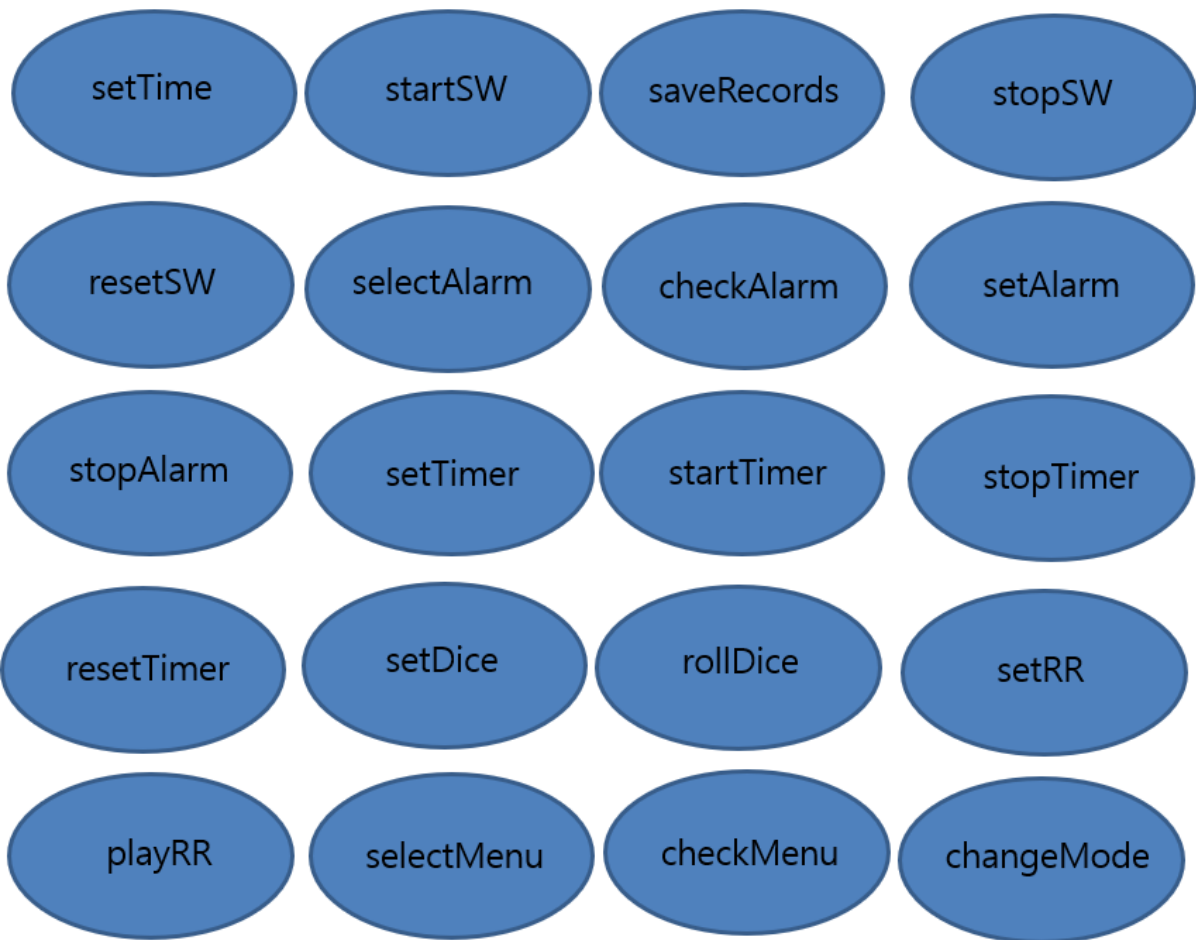 setTime
startSW
saveRecords
stopSW
resetSW
selectAlarm
checkAlarm
setAlarm
stopAlarm
setTimer
startTimer
stopTimer
resetTimer
setDice
rollDice
setRR
playRR
selectMenu
checkMenu
changeMode